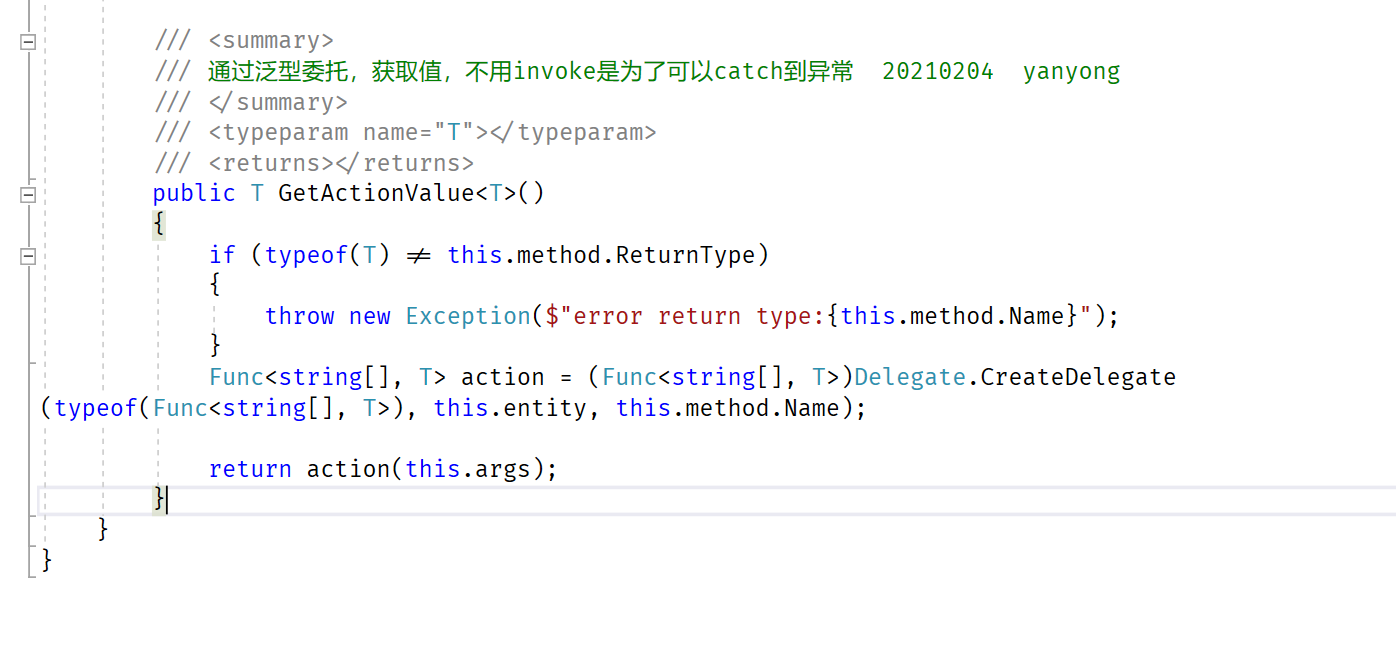 /// <summary>
/// 通过泛型委托，获取值，不用invoke是为了可以catch到异常  20210204  yanyong
/// </summary>
/// <typeparam name="T"></typeparam>
/// <returns></returns>
public T GetActionValue<T>()
{
if (typeof(T) != this.method.ReturnType)
{
throw new Exception($"error return type:{this.method.Name}");
}
Func<string[], T> action = (Func<string[], T>)Delegate.CreateDelegate
(typeof(Func<string[], T>), this.entity, this.method.Name);
return action(this.args);
}
}
}